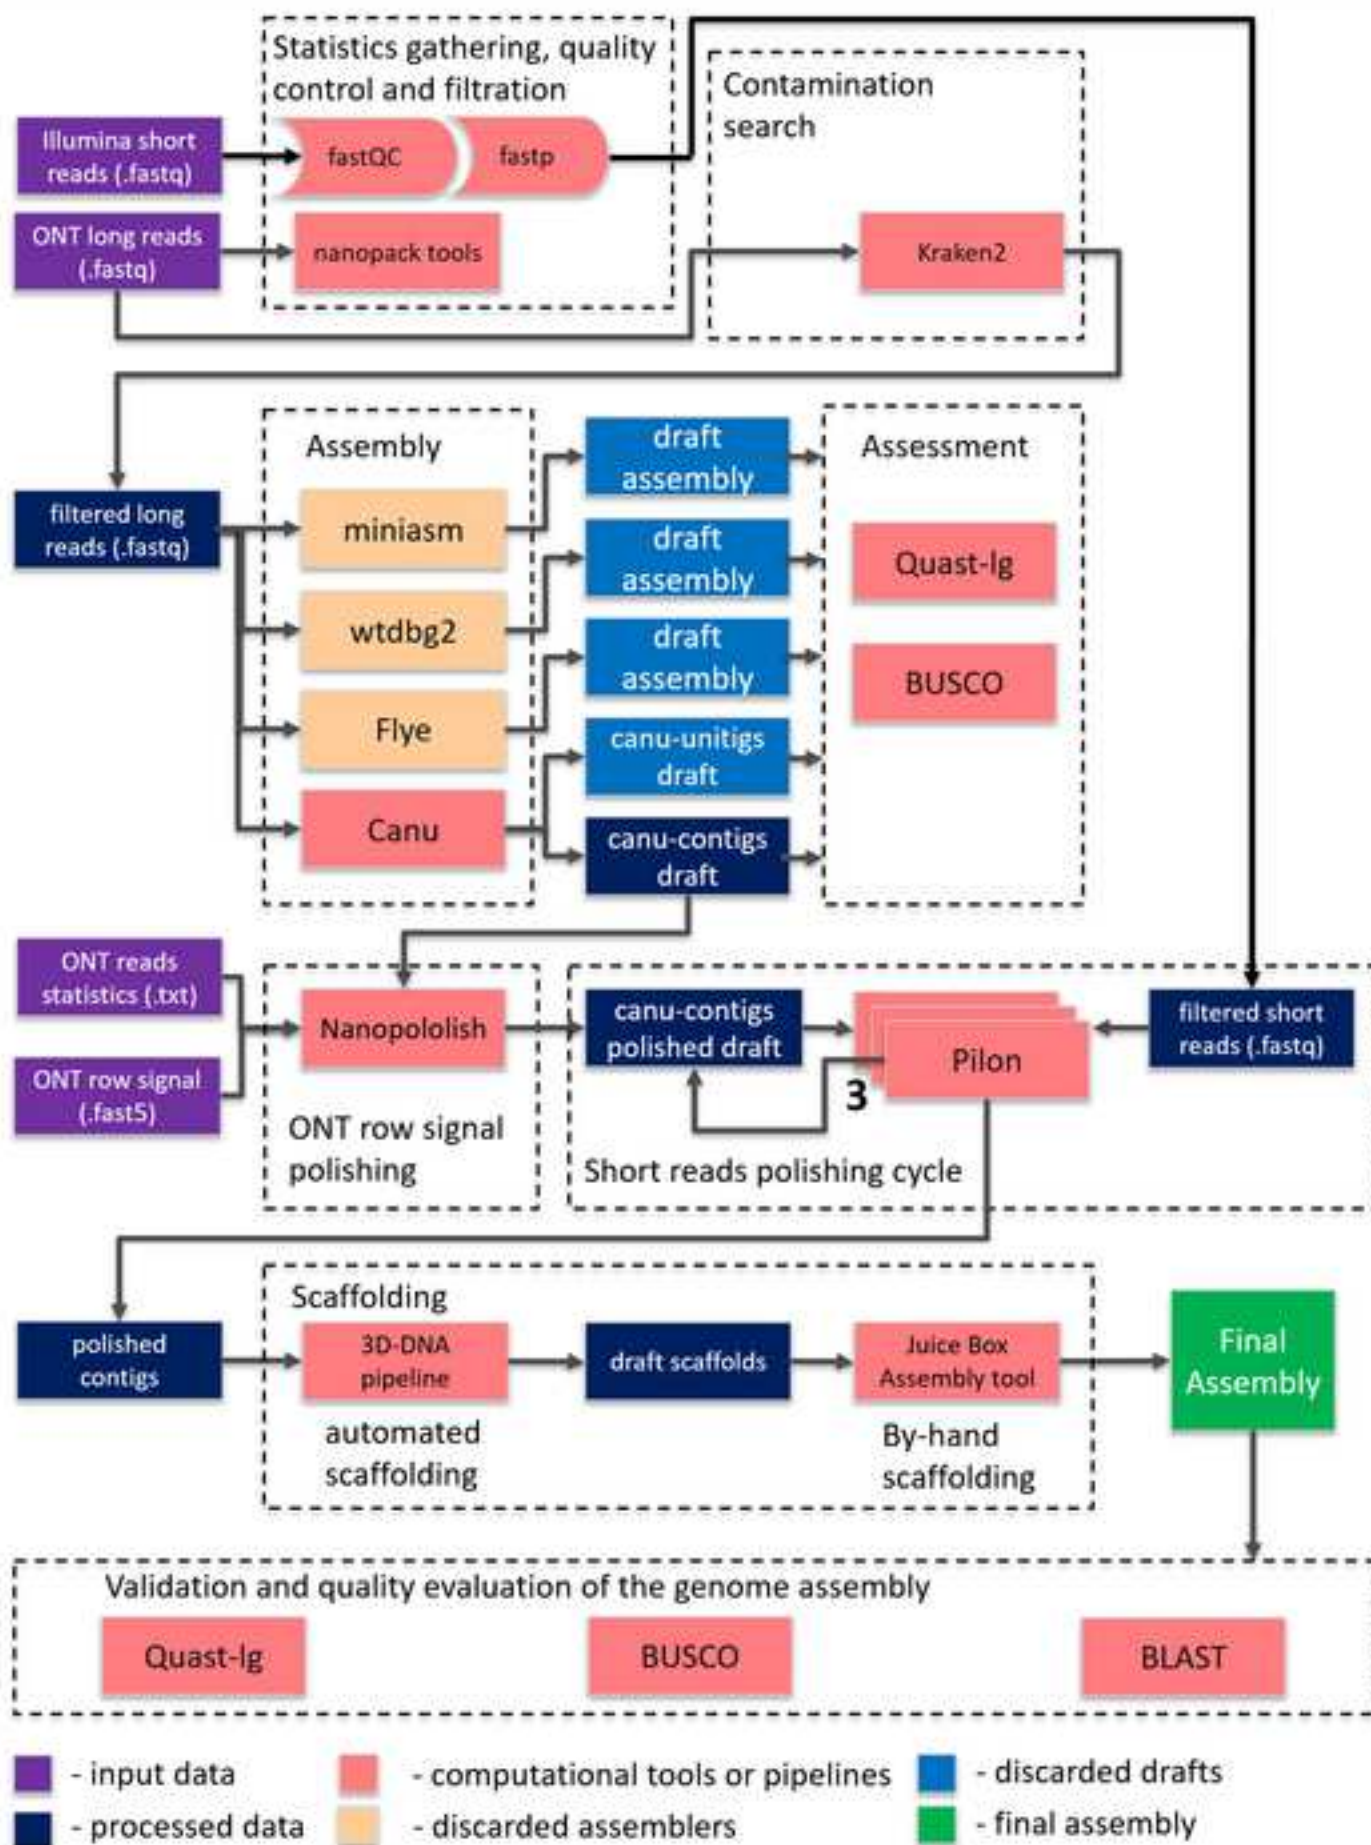 Statistics gathering, quality
control and filtration
Contamination
search
Illumina short
reads (.fastq)
fastQC
fastp
ONT long reads
(.fastq)
nanopack tools
Kraken2
Assembly
draft
assembly
Assessment
filtered long
reads (.fastq)
miniasm
draft
assembly
Quast-lg
wtdbg2
draft
assembly
BUSCO
Flye
canu-unitigs
draft
Canu
canu-contigs
draft
ONT reads
statistics (.txt)
Nanopololish
canu-contigs
polished draft
Pilon
filtered short
reads (.fastq)
ONT row signal
(.fast5)
3
ONT row signal
polishing
Short reads polishing cycle
Scaffolding
polished
contigs
3D-DNA
pipeline
draft scaffolds
Juice Box
Assembly tool
Final
Assembly
automated
scaffolding
By-hand
scaffolding
Validation and quality evaluation of the genome assembly
Quast-lg
BUSCO
BLAST
- input data
- computational tools or pipelines
- discarded drafts
- processed data
- discarded assemblers
- final assembly